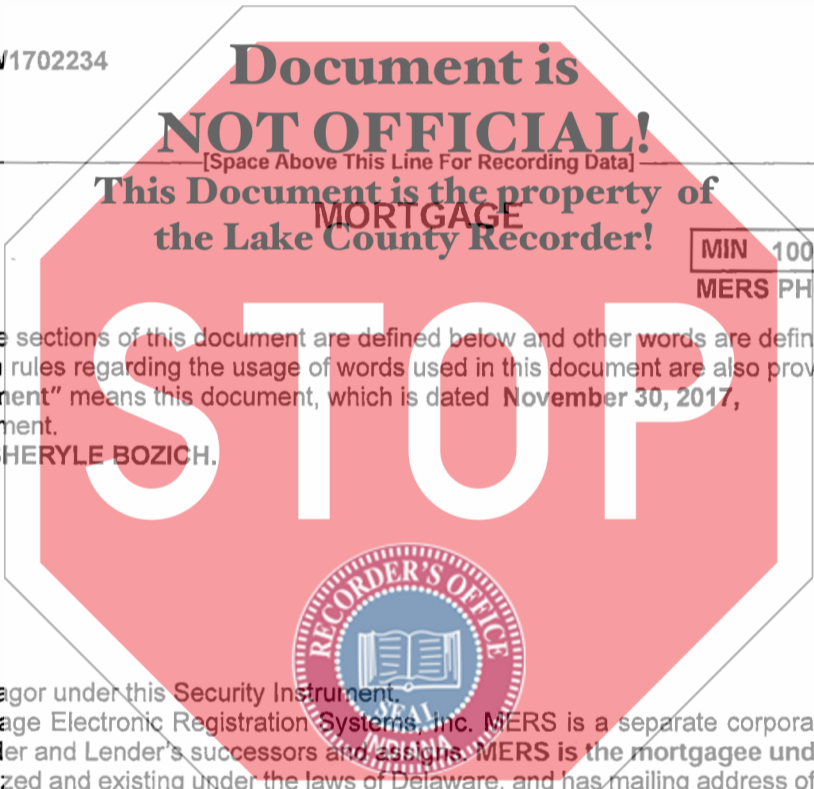 1702234
Document is
NOT OFFICIAL!
[Space Above This Line For Recording Data]
This Document is the property of
MORTGAGE
the Lake County Recorder!
MIN 100
MERS PH
STOP
e sections of this document are defined below and other words are defin
rules regarding the usage of words used in this document are also prov
nent” means this document, which is dated November 30, 2017,
ment.
SHERYLE BOZICH.
RECORDER'S OFFICE
SEAL
agor under this Security Instrument.
age Electronic Registration Systems, Inc. MERS is a separate corpora
er and Lender's successors and assigns. MERS is the mortgagee und
zed and existing under the laws of Delaware, and has mailing address of